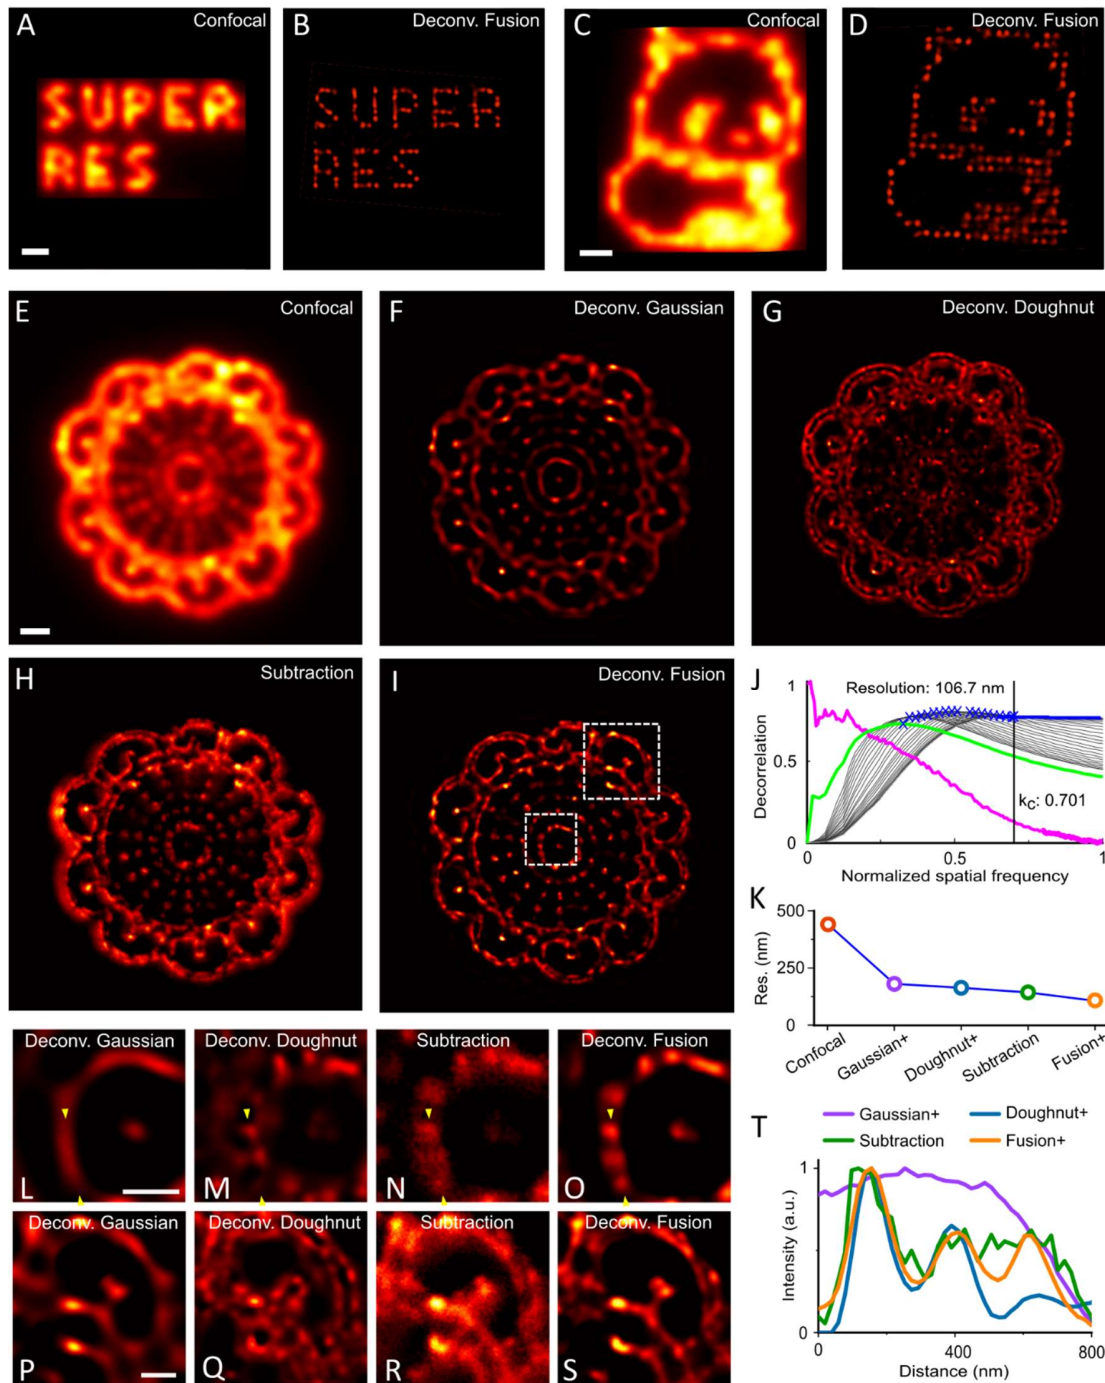 A Confocal
B Deconv. Fusion
C Confocal
D Deconv. Fusion
SUPER
RES
SUPER
RES
E Confocal
F Deconv. Gaussian
G Deconv. Doughnut
H Subtraction
I Deconv. Fusion
J
1
0.5
0
Decorrelation
Resolution: 106.7 nm
kC: 0.701
0 0.5 1
Normalized spatial frequency
K
500
250
0
Res. (nm)
Confocal
Gaussian+
Doughnut+
Subtraction
Fusion+
Deconv. Gaussian
L
Deconv. Doughnut
M
Subtraction
N
Deconv. Fusion
O
Deconv. Gaussian
P
Deconv. Doughnut
Q
Subtraction
R
Deconv. Fusion
S
T
Gaussian+ Doughnut+
Subtraction Fusion+
1
0
Intensity (a.u.)
0 400 800
Distance (nm)